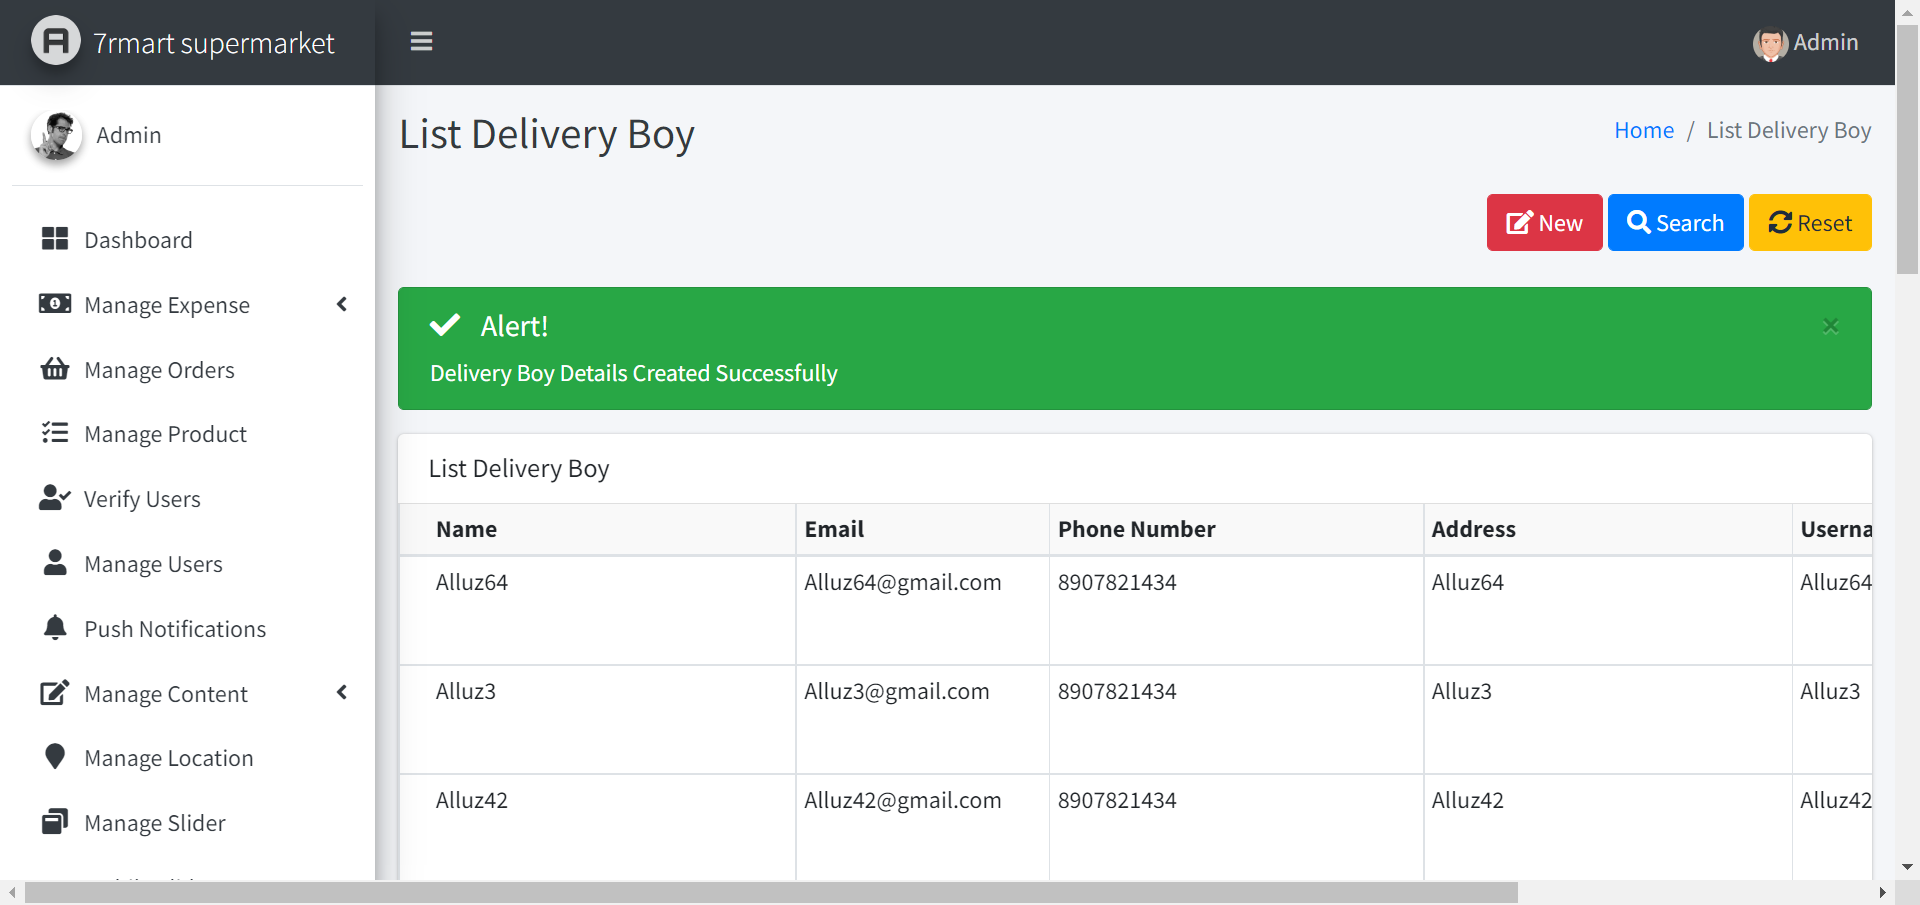 7rmart supermarket
Admin
Admin
Dashboard
Manage Expense
Manage Orders
Manage Product
Verify Users
Manage Users
Push Notifications
Manage Content
Manage Location
Manage Slider
List Delivery Boy
Home / List Delivery Boy
New Search Reset
Alert!
Delivery Boy Details Created Successfully
List Delivery Boy
Name Email Phone Number Address Userna
Alluz64 Alluz64@gmail.com 8907821434 Alluz64 Alluz64
Alluz3 Alluz3@gmail.com 8907821434 Alluz3 Alluz3
Alluz42 Alluz42@gmail.com 8907821434 Alluz42 Alluz42